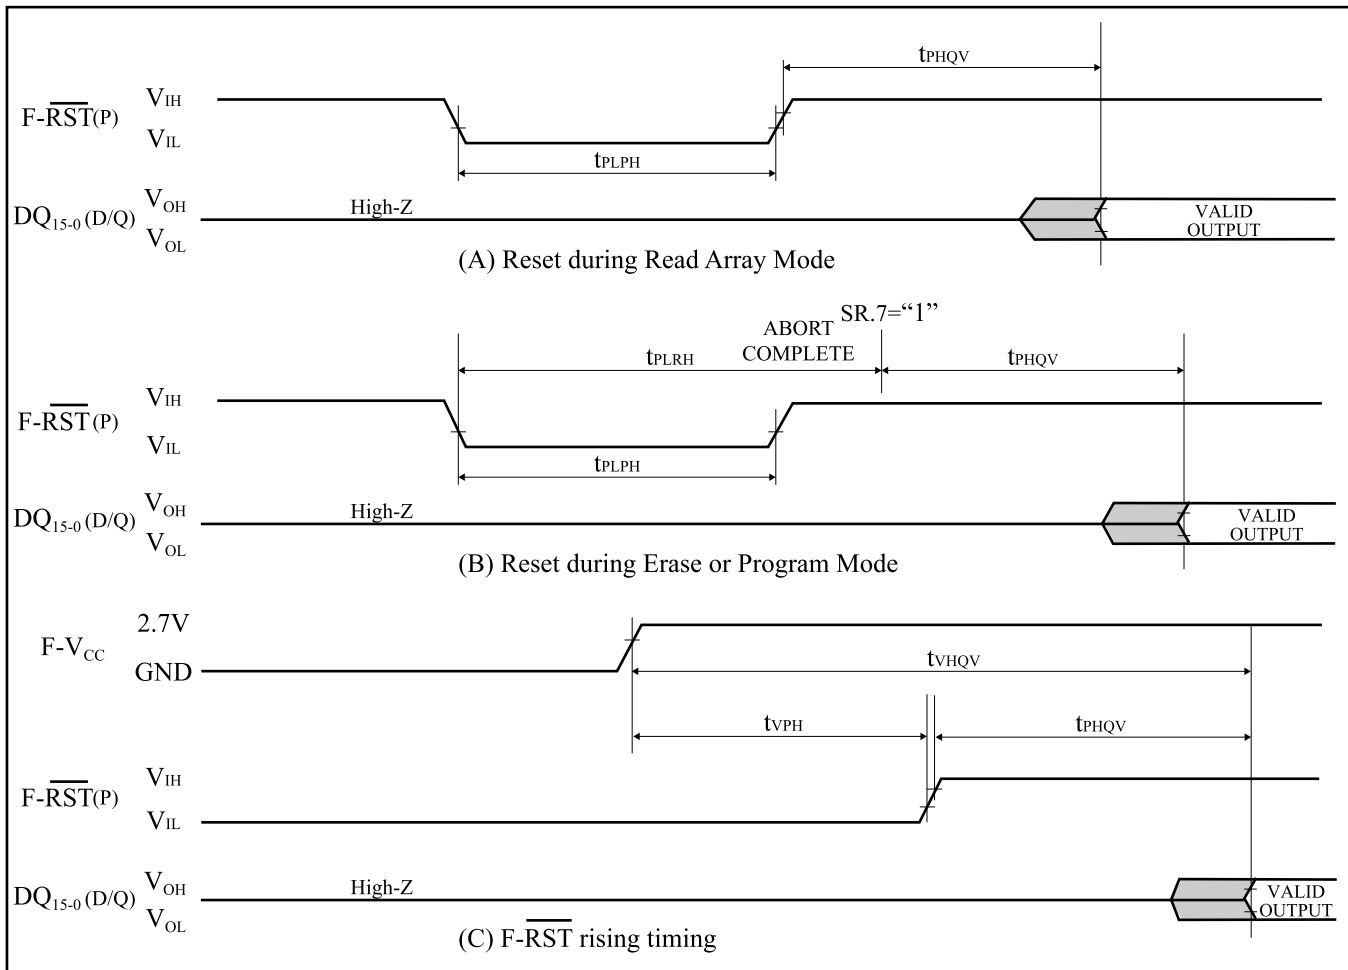 tPHQV
VIH
F-RST(P)
VIL
tPLPH
VOH
High-Z
DQ15-0 (D/Q)
VALID
OUTPUT
VOL
(A) Reset during Read Array Mode
SR.7=“1”
ABORT
COMPLETE
tPLRH
tPHQV
VIH
F-RST(P)
VIL
tPLPH
VOH
High-Z
DQ15-0 (D/Q)
VALID
OUTPUT
VOL
(B) Reset during Erase or Program Mode
2.7V
F-VCC
GND
tVHQV
tVPH
tPHQV
VIH
F-RST(P)
VIL
VOH
High-Z
DQ15-0 (D/Q)
VALID
OUTPUT
VOL
(C) F-RST rising timing